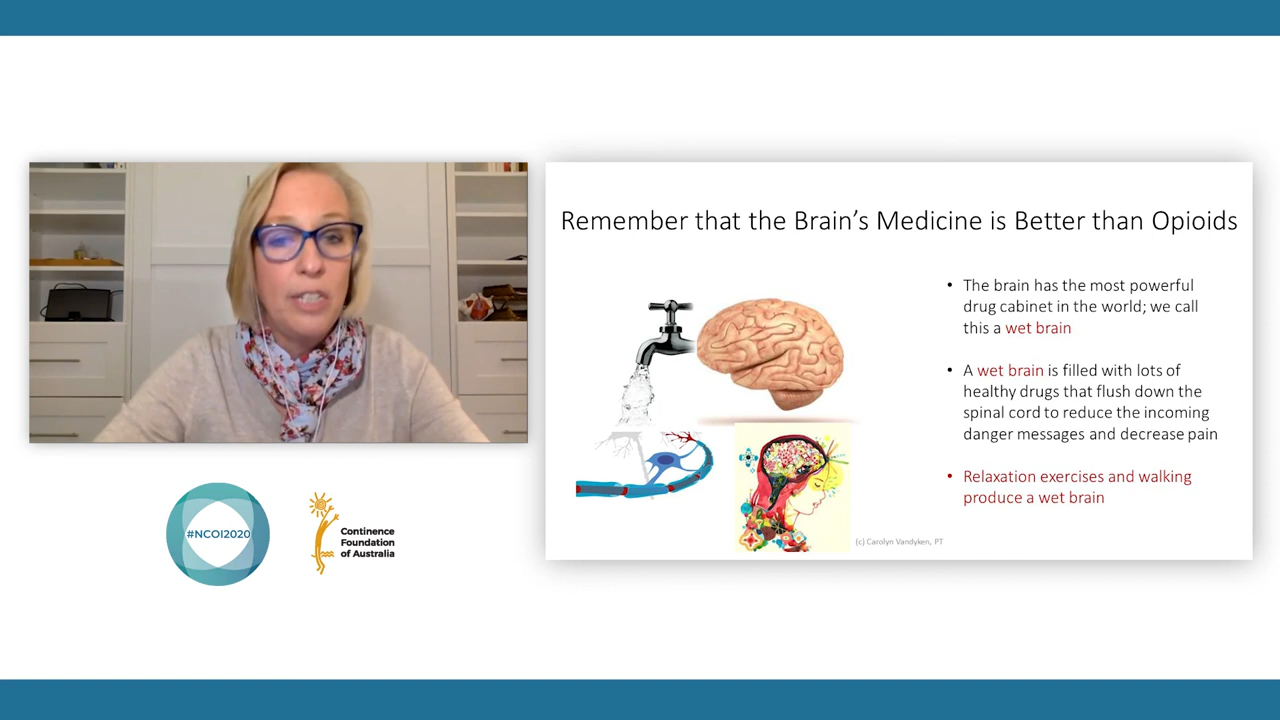 Remember that the Brain’s Medicine is Better than Opioids
• The brain has the most powerful
drug cabinet in the world; we call
this a wet brain
• A wet brain is filled with lots of
healthy drugs that flush down the
spinal cord to reduce the incoming
danger messages and decrease pain
• Relaxation exercises and walking
produce a wet brain
(c) Carolyn Vandyken, PT
#NCOI2020
Continence
Foundation
of Australia